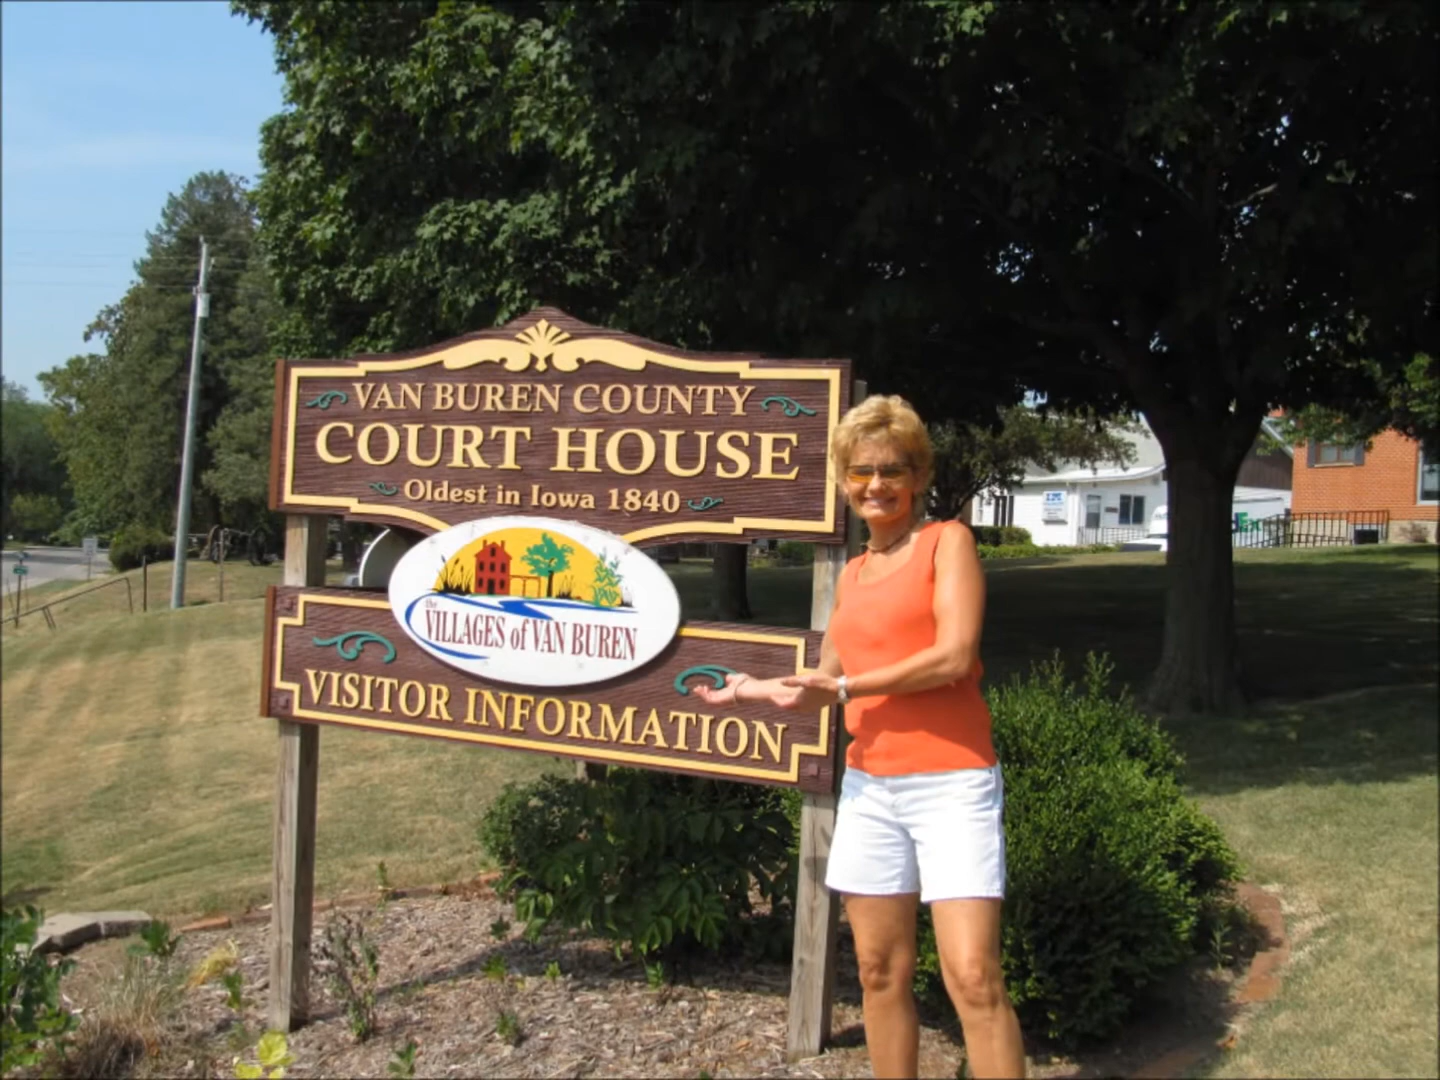 VAN BUREN COUNTY
COURT HOUSE
Oldest in Iowa 1840
the
VILLAGES of VAN BUREN
VISITOR INFORMATION